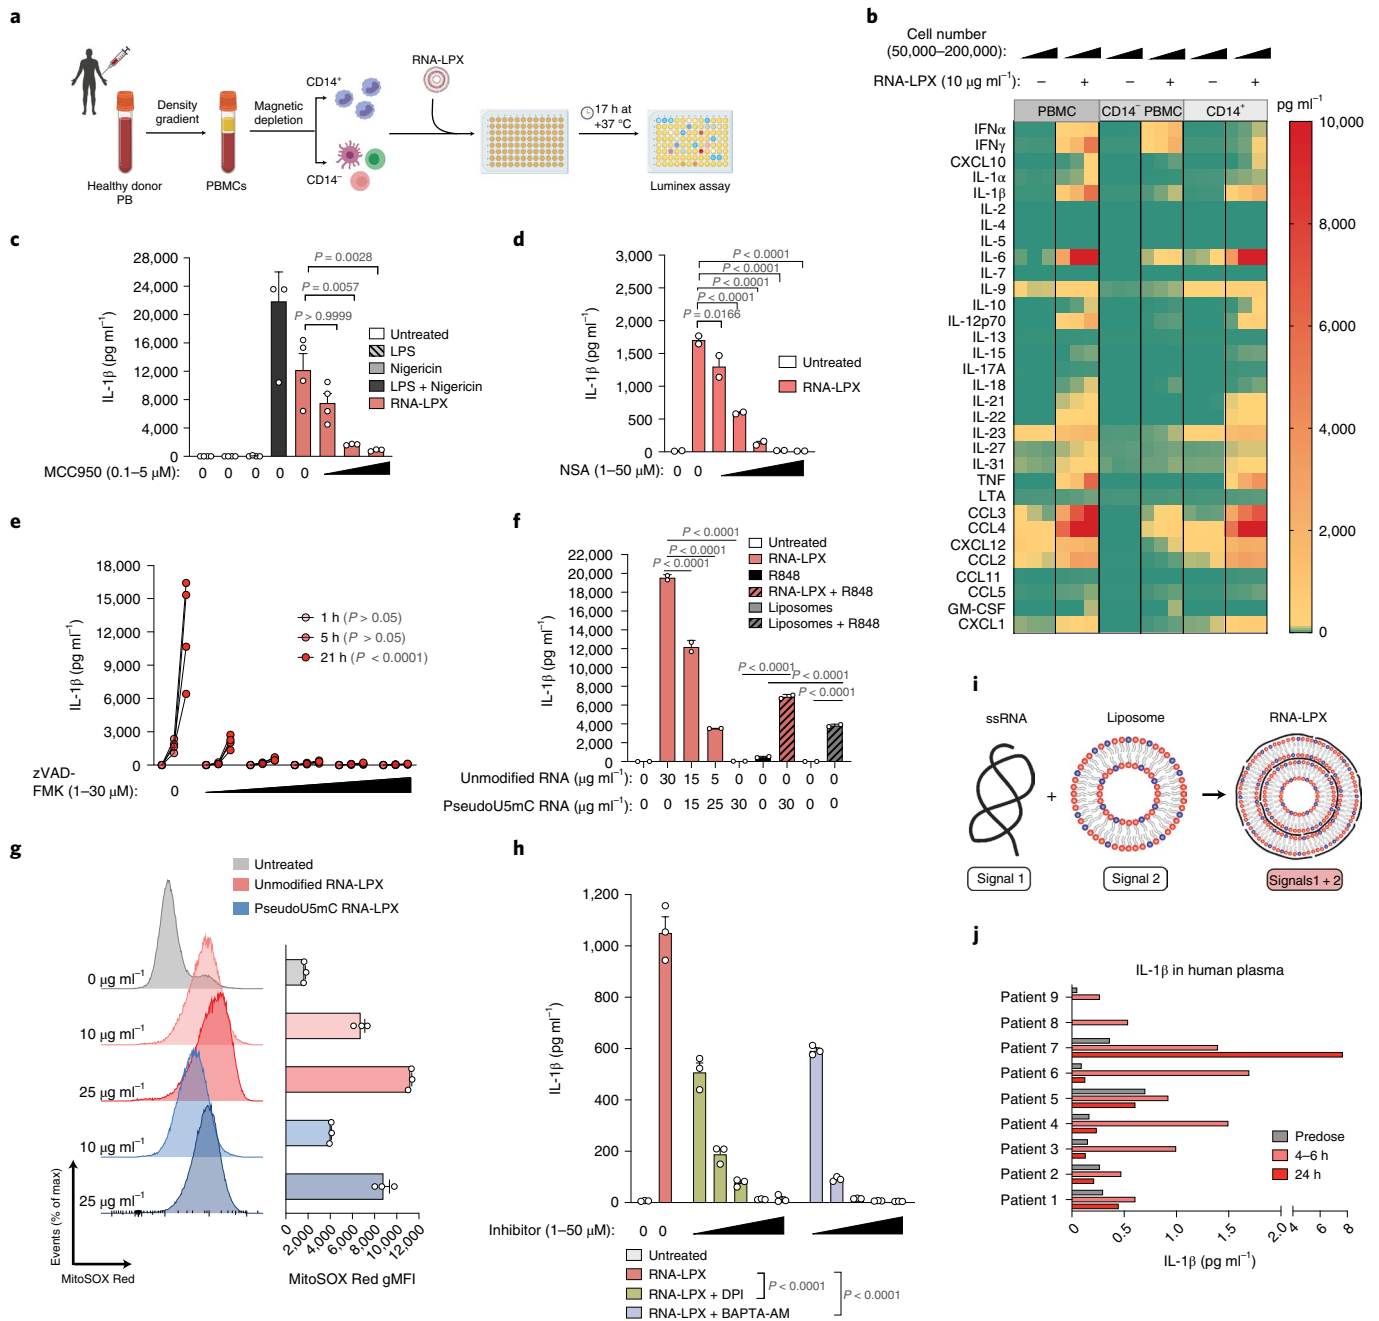 a
Healthy donor
PB
Density
gradient
PBMCs
Magnetic
depletion
CD14⁺
CD14⁻
RNA-LPX
17 h at
+37 °C
Luminex assay
b
Cell number
(50,000–200,000):
RNA-LPX (10 μg ml⁻¹):
– + – + – +
PBMC CD14⁻ PBMC CD14⁺
pg ml⁻¹
IFNα
IFNγ
CXCL10
IL-1α
IL-1β
IL-2
IL-4
IL-5
IL-6
IL-7
IL-9
IL-10
IL-12p70
IL-13
IL-15
IL-17A
IL-18
IL-21
IL-22
IL-23
IL-27
IL-31
TNF
LTA
CCL3
CCL4
CXCL12
CCL2
CCL11
CCL5
GM-CSF
CXCL1
10,000
8,000
6,000
4,000
2,000
0
c
IL-1β (pg ml⁻¹)
28,000
24,000
20,000
16,000
12,000
8,000
4,000
0
P = 0.0028
P = 0.0057
P > 0.9999
Untreated
LPS
Nigericin
LPS + Nigericin
RNA-LPX
MCC950 (0.1–5 μM): 0 0 0 0 0
d
IL-1β (pg ml⁻¹)
3,000
2,500
2,000
1,500
1,000
500
0
P < 0.0001
P < 0.0001
P < 0.0001
P < 0.0001
P = 0.0166
Untreated
RNA-LPX
NSA (1–50 μM): 0 0
e
IL-1β (pg ml⁻¹)
18,000
15,000
12,000
9,000
6,000
3,000
0
1 h (P > 0.05)
5 h (P > 0.05)
21 h (P < 0.0001)
zVAD-
FMK (1–30 μM): 0
f
IL-1β (pg ml⁻¹)
22,000
20,000
18,000
16,000
14,000
12,000
10,000
8,000
6,000
4,000
2,000
0
P < 0.0001
P < 0.0001
P < 0.0001
P < 0.0001
P < 0.0001
P < 0.0001
Untreated
RNA-LPX
R848
RNA-LPX + R848
Liposomes
Liposomes + R848
Unmodified RNA (μg ml⁻¹): 0 30 15 5 0 0 0 0 0
PseudoU5mC RNA (μg ml⁻¹): 0 0 15 25 30 0 30 0 0
g
Untreated
Unmodified RNA-LPX
PseudoU5mC RNA-LPX
0 μg ml⁻¹
10 μg ml⁻¹
25 μg ml⁻¹
10 μg ml⁻¹
25 μg ml⁻¹
Events (% of max)
MitoSOX Red
0
2,000
4,000
6,000
8,000
10,000
12,000
MitoSOX Red gMFI
h
IL-1β (pg ml⁻¹)
1,200
1,000
800
600
400
200
0
Inhibitor (1–50 μM): 0 0
Untreated
RNA-LPX
RNA-LPX + DPI
RNA-LPX + BAPTA-AM
P < 0.0001
P < 0.0001
i
ssRNA
Liposome
RNA-LPX
+
Signal 1
Signal 2
Signals1 + 2
j
IL-1β in human plasma
Patient 9
Patient 8
Patient 7
Patient 6
Patient 5
Patient 4
Patient 3
Patient 2
Patient 1
Predose
4–6 h
24 h
0 0.5 1.0 1.5 2.0 4 6 8
IL-1β (pg ml⁻¹)